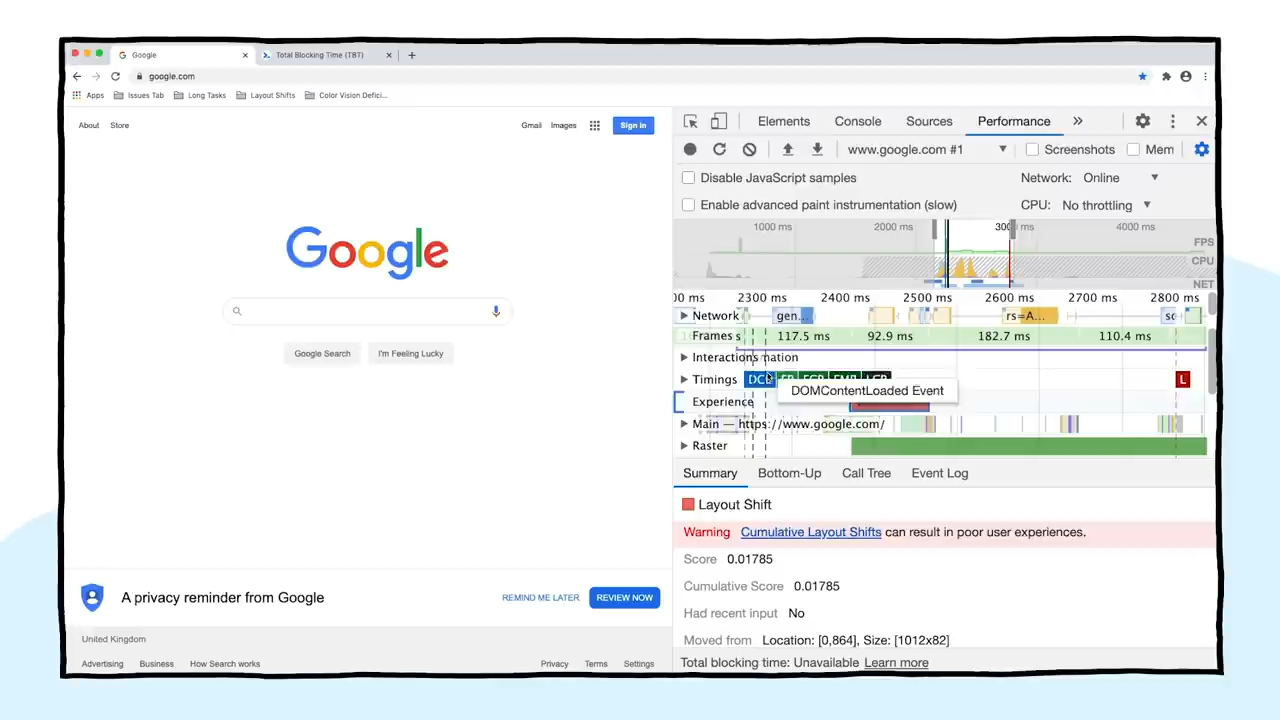 Google
Total Blocking Time (TBT)
google.com
Apps
Issues Tab
Long Tasks
Layout Shifts
Color Vision Defici...
About
Store
Gmail
Images
Sign in
Google
Google Search
I'm Feeling Lucky
A privacy reminder from Google
REMIND ME LATER
REVIEW NOW
United Kingdom
Advertising
Business
How Search works
Privacy
Terms
Settings
Elements
Console
Sources
Performance
»
www.google.com #1
Screenshots
Mem
Disable JavaScript samples
Network: Online
Enable advanced paint instrumentation (slow)
CPU: No throttling
1000 ms
2000 ms
4000 ms
FPS
CPU
NET
00 ms
2300 ms
2400 ms
2500 ms
2600 ms
2700 ms
2800 ms
Network
gen...
rs=A...
Frames
117.5 ms
92.9 ms
182.7 ms
110.4 ms
Interactions
Timings
L
DOMContentLoaded Event
Experience
Main — https://www.google.com/
Raster
Summary
Bottom-Up
Call Tree
Event Log
Layout Shift
Warning Cumulative Layout Shifts can result in poor user experiences.
Score 0.01785
Cumulative Score 0.01785
Had recent input No
Moved from Location: [0,864], Size: [1012x82]
Total blocking time: Unavailable Learn more